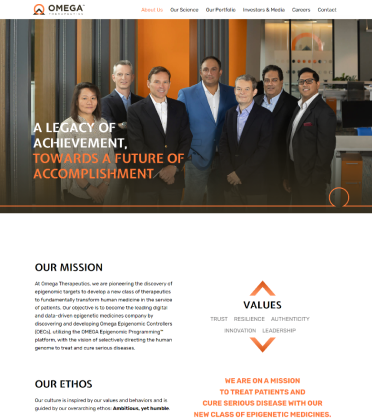 OMEGA
THERAPEUTICS
About Us Our Science Our Portfolio Investors & Media Careers Contact
A LEGACY OF
ACHIEVEMENT,
TOWARDS A FUTURE OF
ACCOMPLISHMENT
OUR MISSION
At Omega Therapeutics, we are pioneering the discovery of
epigenomic targets to develop a new class of therapeutics
to fundamentally transform human medicine in the service
of patients. Our objective is to become the leading digital
and data-driven epigenetic medicines company by
discovering and developing Omega Epigenomic Controllers
(OECs), utilizing the OMEGA Epigenomic Programming™
platform, with the vision of selectively directing the human
genome to treat and cure serious diseases.
VALUES
TRUST RESILIENCE AUTHENTICITY
INNOVATION LEADERSHIP
OUR ETHOS
Our culture is inspired by our values and behaviors and is
guided by our overarching ethos: Ambitious, yet humble.
WE ARE ON A MISSION
TO TREAT PATIENTS AND
CURE SERIOUS DISEASE WITH OUR
NEW CLASS OF EPIGENETIC MEDICINES.